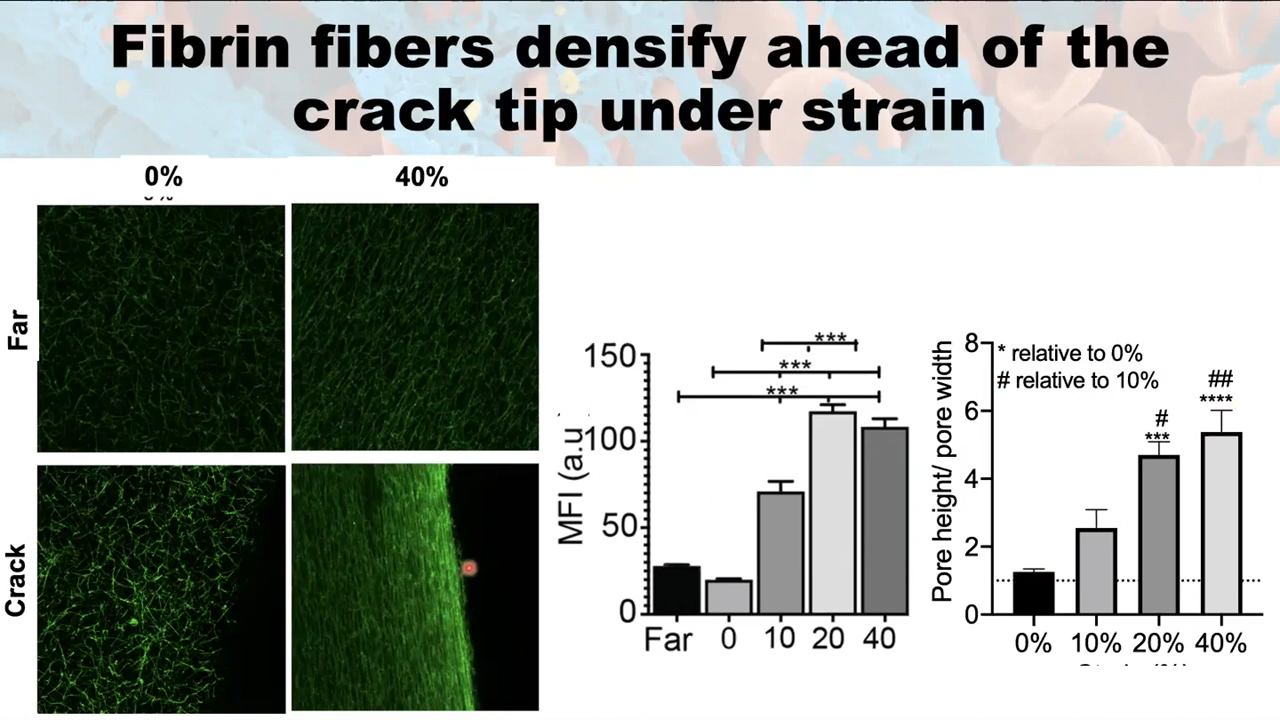 Fibrin fibers densify ahead of the
crack tip under strain
0%
40%
Far
Crack
MFI (a.u
150
100
50
0
***
***
***
Far 0 10 20 40
Pore height/ pore width
8
6
4
2
0
* relative to 0%
# relative to 10%
#
***
##
****
0% 10% 20% 40%